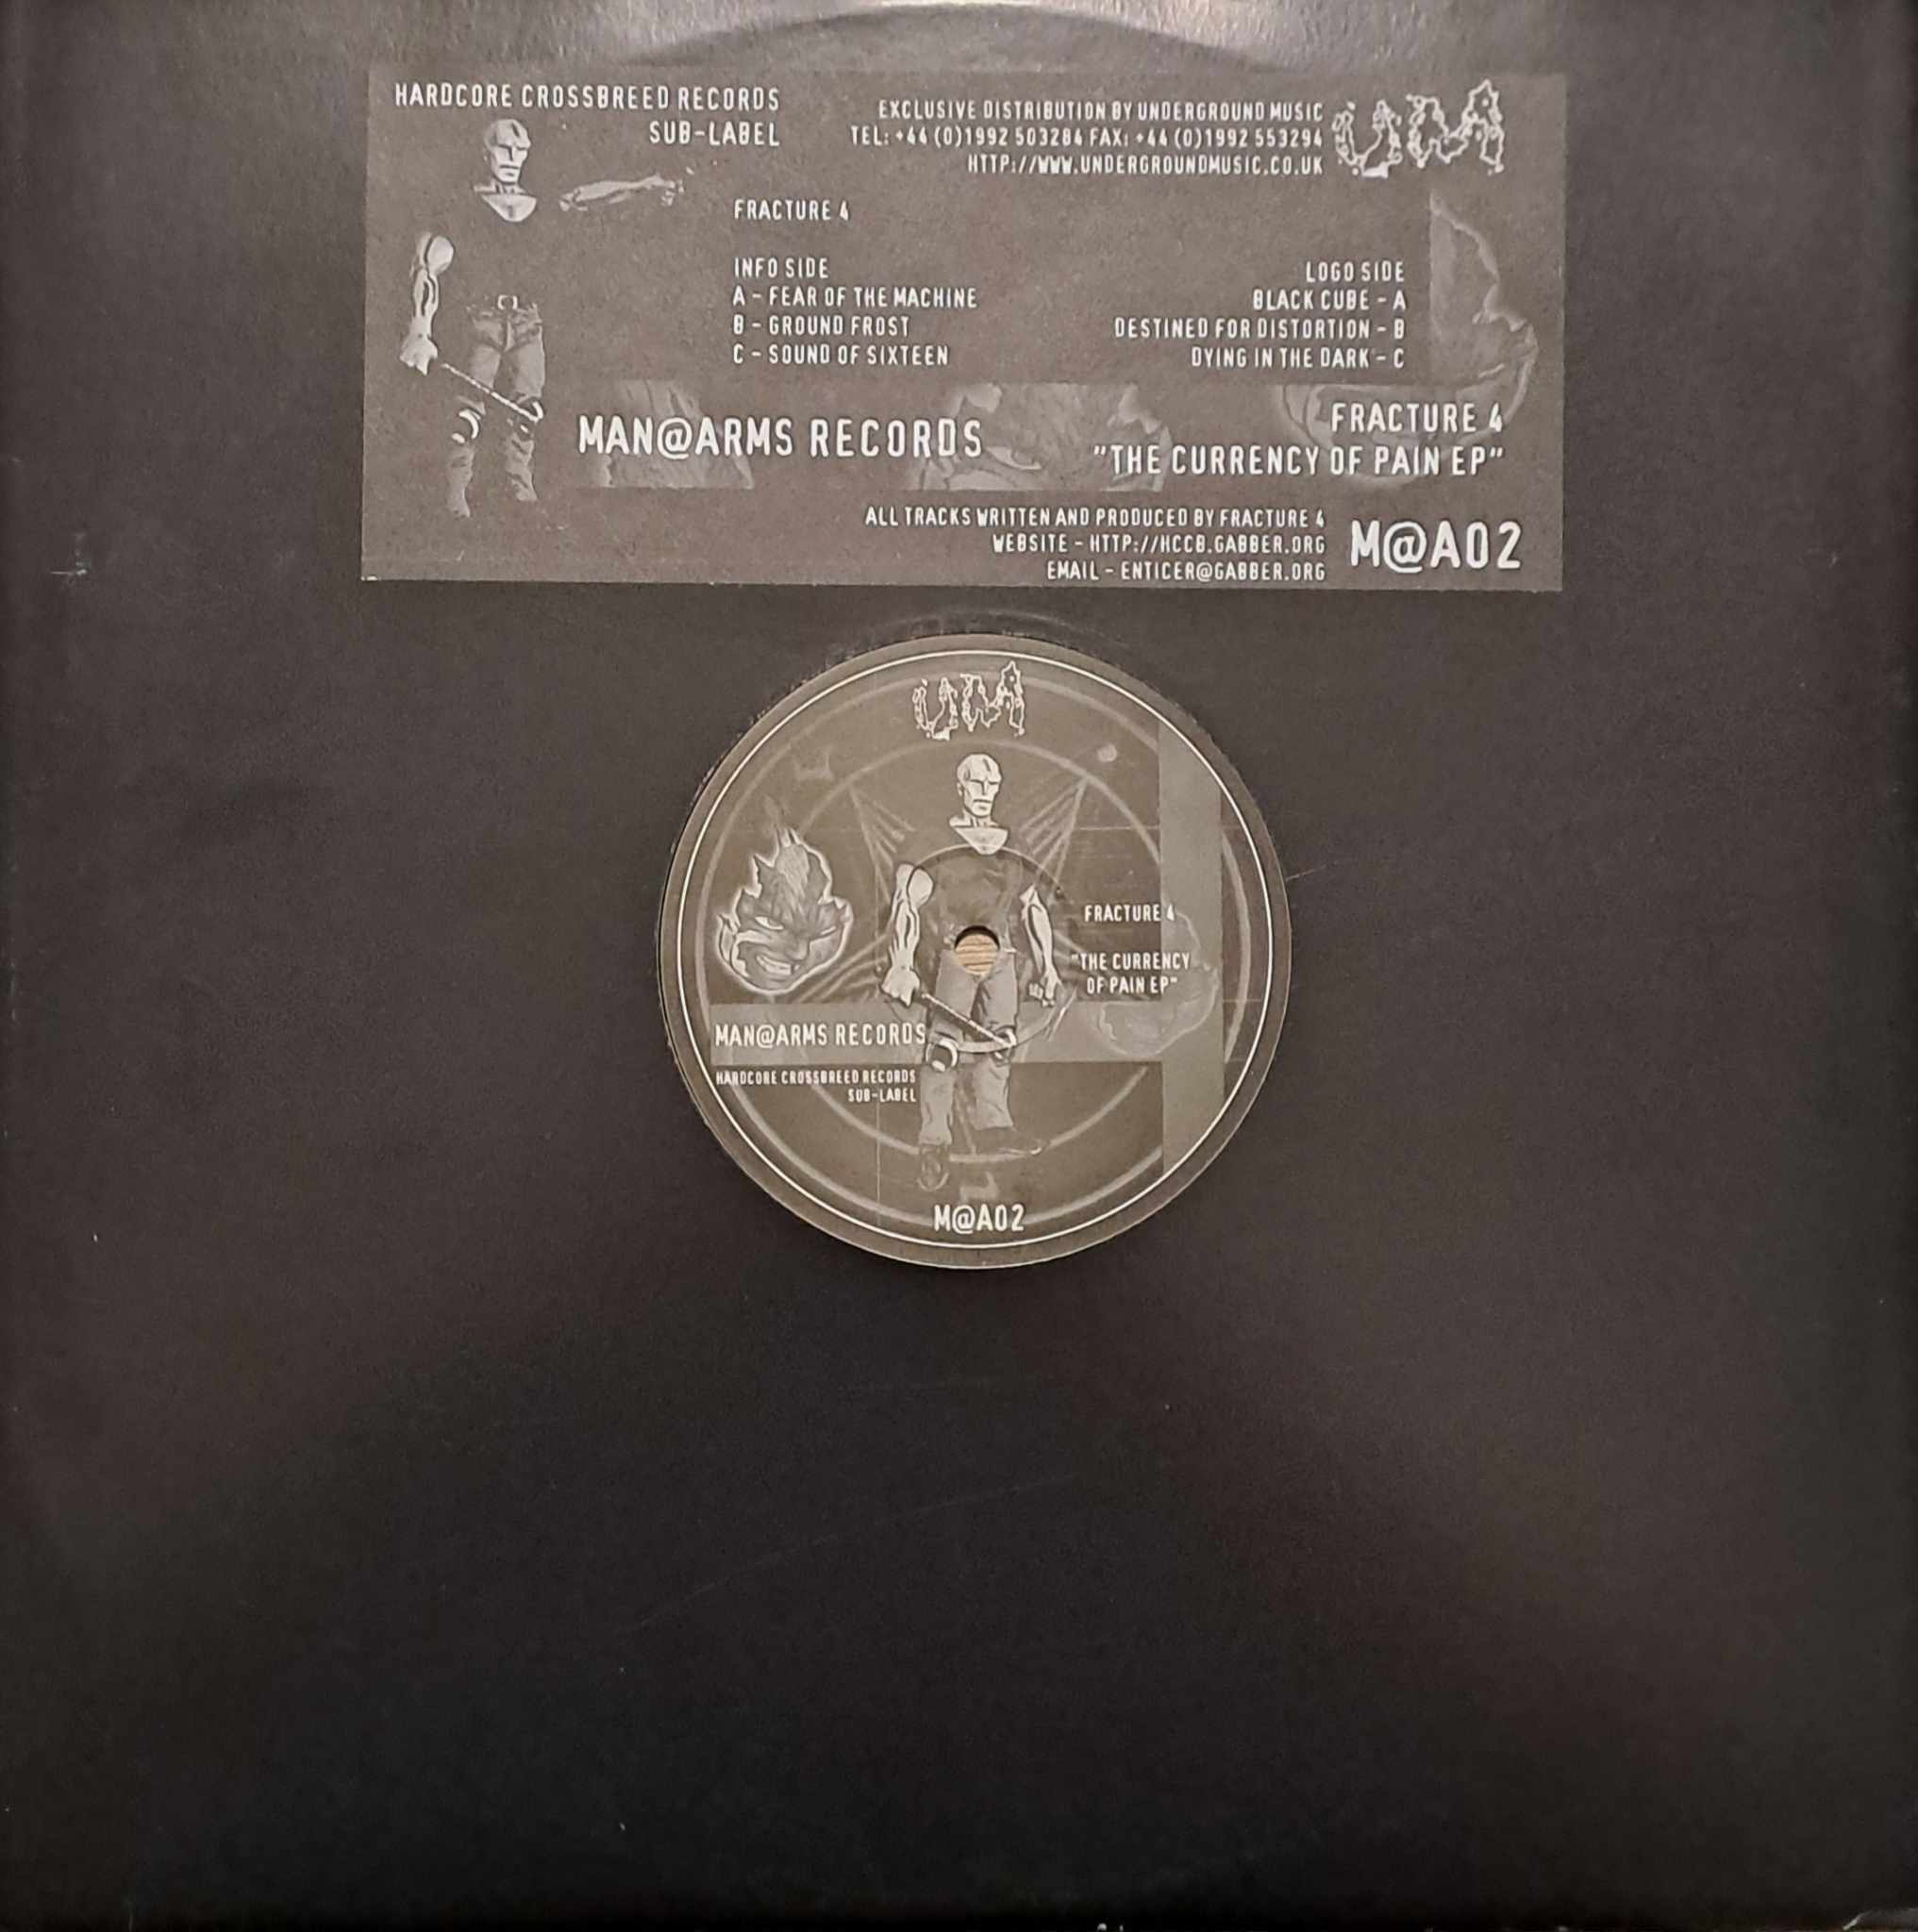 HARDCORE CROSSBREED RECORDS
SUB-LABEL
EXCLUSIVE DISTRIBUTION BY UNDERGROUND MUSIC
TEL: +44 (0)1992 503284 FAX: +44 (0)1992 553294
HTTP://WWW.UNDERGROUNDMUSIC.CO.UK
UM
FRACTURE 4
INFO SIDE
A - FEAR OF THE MACHINE
B - GROUND FROST
C - SOUND OF SIXTEEN
LOGO SIDE
BLACK CUBE - A
DESTINED FOR DISTORTION - B
DYING IN THE DARK - C
MAN@ARMS RECORDS
FRACTURE 4
"THE CURRENCY OF PAIN EP"
ALL TRACKS WRITTEN AND PRODUCED BY FRACTURE 4
WEBSITE - HTTP://HCCB.GABBER.ORG
EMAIL - ENTICER@GABBER.ORG
M@A02
UM
FRACTURE 4
"THE CURRENCY
OF PAIN EP"
MAN@ARMS RECORDS
HARDCORE CROSSBREED RECORDS
SUB-LABEL
M@A02